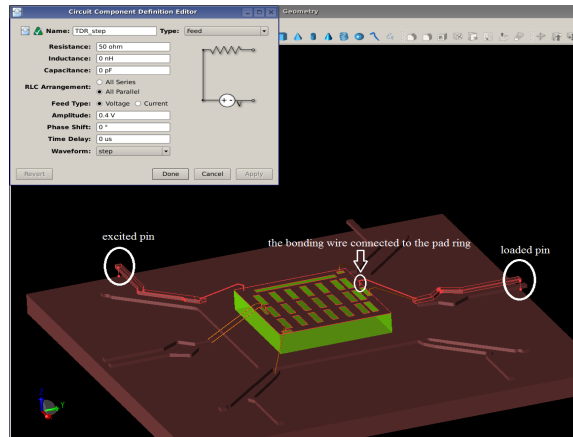 Circuit Component Definition Editor
Geometry
Name: TDR_step Type: Feed
Resistance: 50 ohm
Inductance: 0 nH
Capacitance: 0 pF
RLC Arrangement: All Series
All Parallel
Feed Type: Voltage Current
Amplitude: 0.4 V
Phase Shift: 0 °
Time Delay: 0 us
Waveform: step
Revert Done Cancel Apply
excited pin
the bonding wire connected to the pad ring
loaded pin
Z
Y